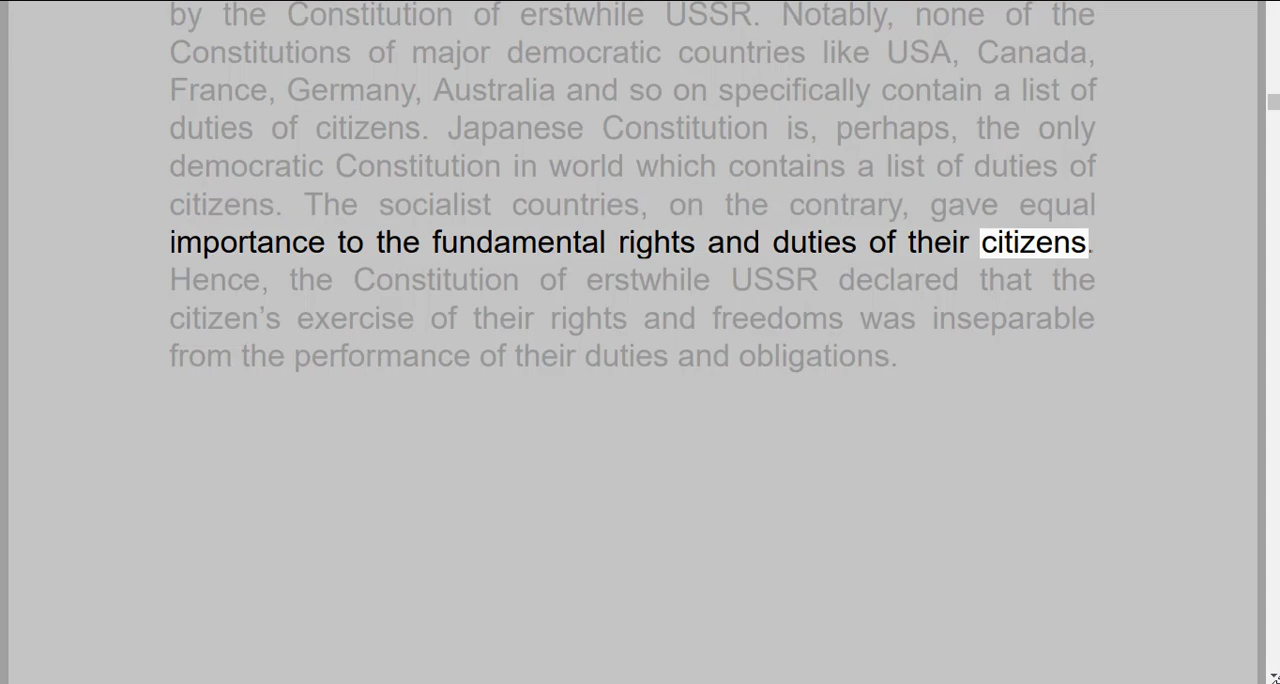 by the Constitution of erstwhile USSR. Notably, none of the
Constitutions of major democratic countries like USA, Canada,
France, Germany, Australia and so on specifically contain a list of
duties of citizens. Japanese Constitution is, perhaps, the only
democratic Constitution in world which contains a list of duties of
citizens. The socialist countries, on the contrary, gave equal
importance to the fundamental rights and duties of their citizens.
Hence, the Constitution of erstwhile USSR declared that the
citizen’s exercise of their rights and freedoms was inseparable
from the performance of their duties and obligations.